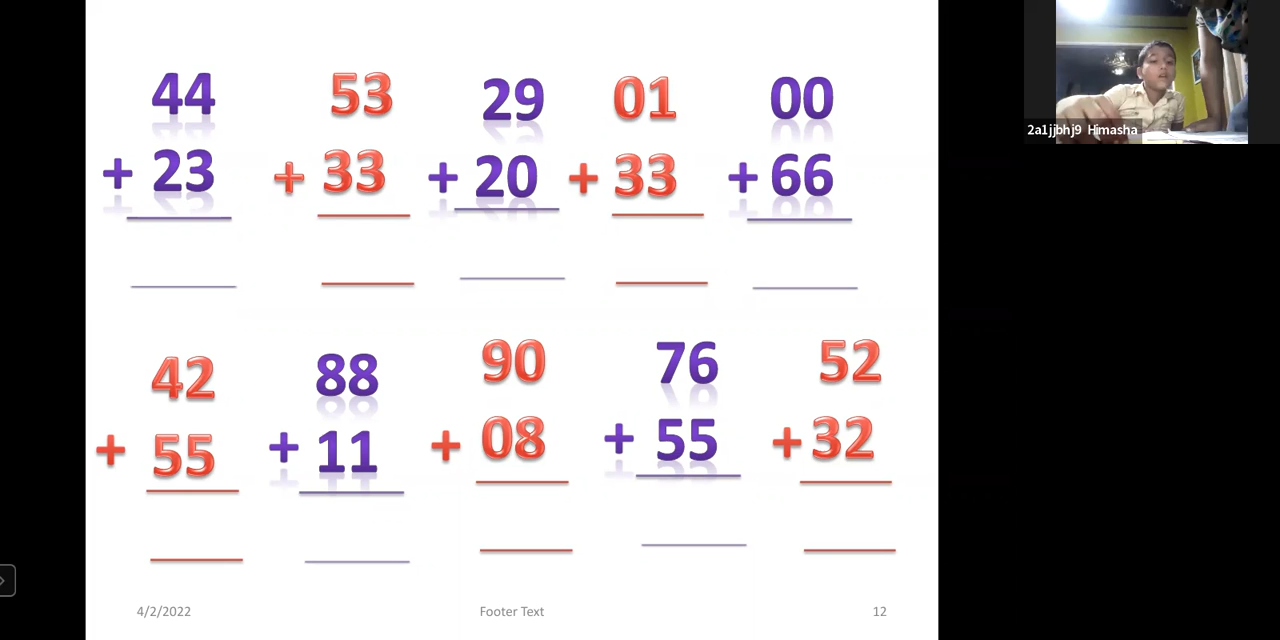 44 53 29 01 00
+ 23 + 33 + 20 + 33 + 66
42 88 90 76 52
+ 55 + 11 + 08 + 55 + 32
4/2/2022 Footer Text 12
2a1jjbhj9 Himasha